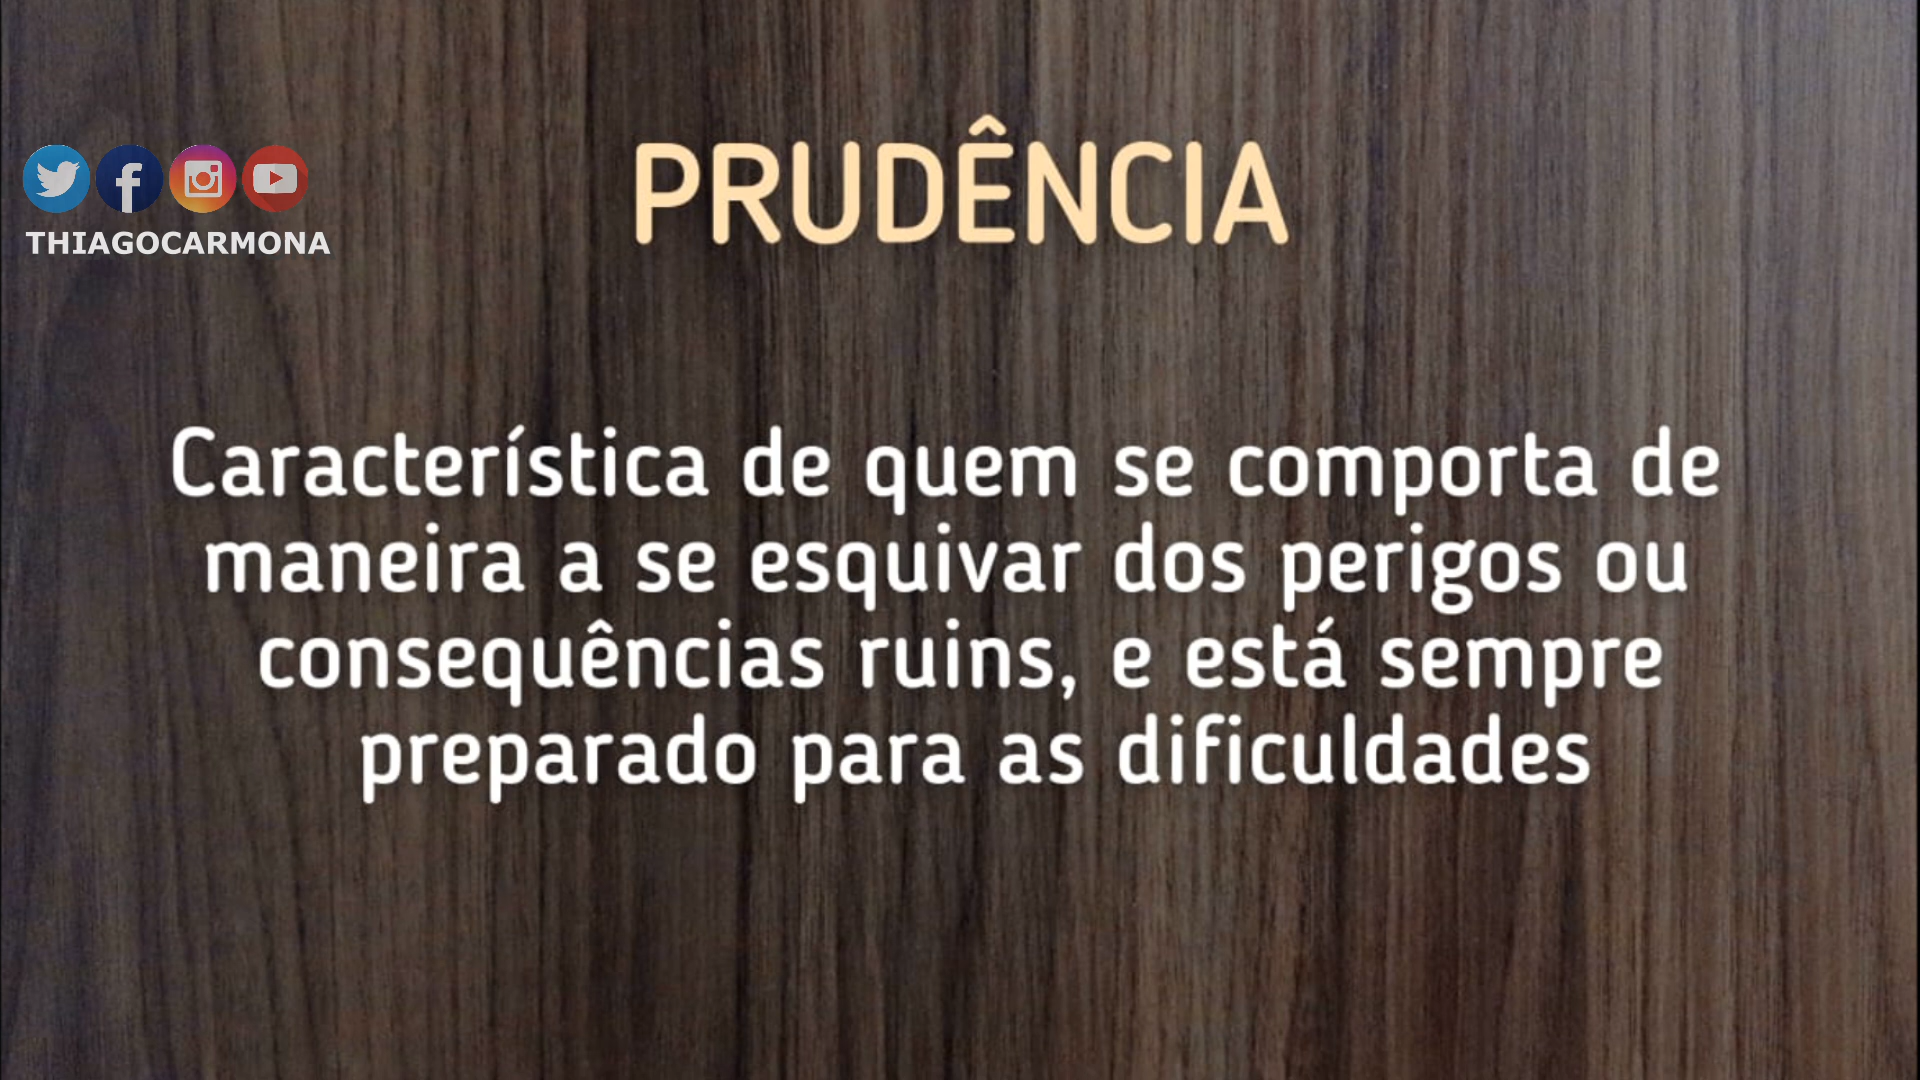 PRUDÊNCIA
THIAGOCARMONA
Característica de quem se comporta de
maneira a se esquivar dos perigos ou
consequências ruins, e está sempre
preparado para as dificuldades